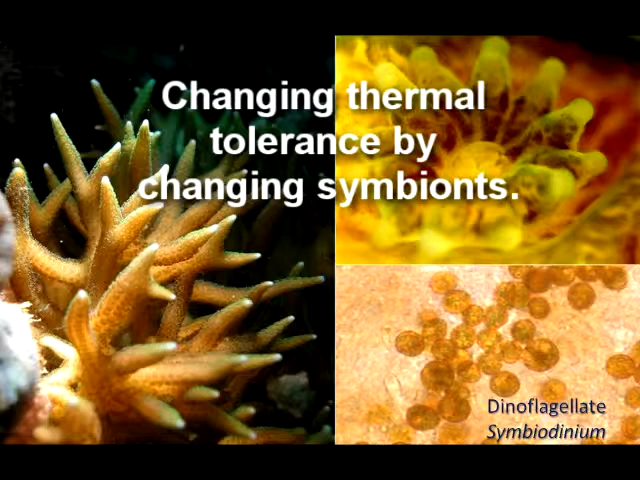 Changing thermal
tolerance by
changing symbionts.
Dinoflagellate
Symbiodinium